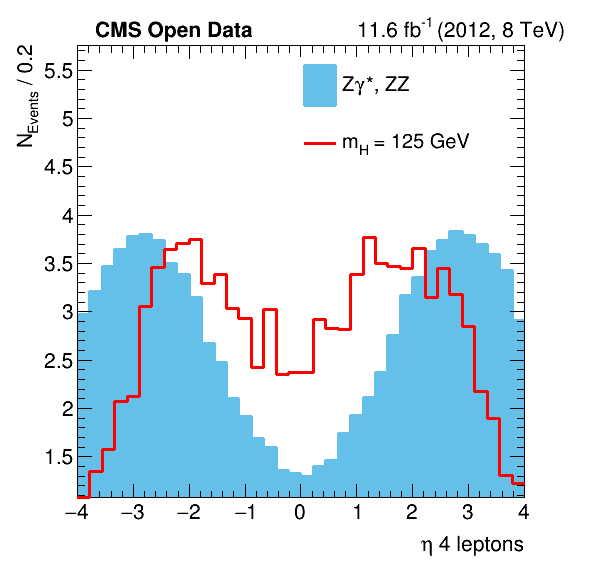 CMS Open Data 11.6 fb⁻¹ (2012, 8 TeV)
N_Events / 0.2
Zγ*, ZZ
m_H = 125 GeV
5.5
5
4.5
4
3.5
3
2.5
2
1.5
−4 −3 −2 −1 0 1 2 3 4
η 4 leptons